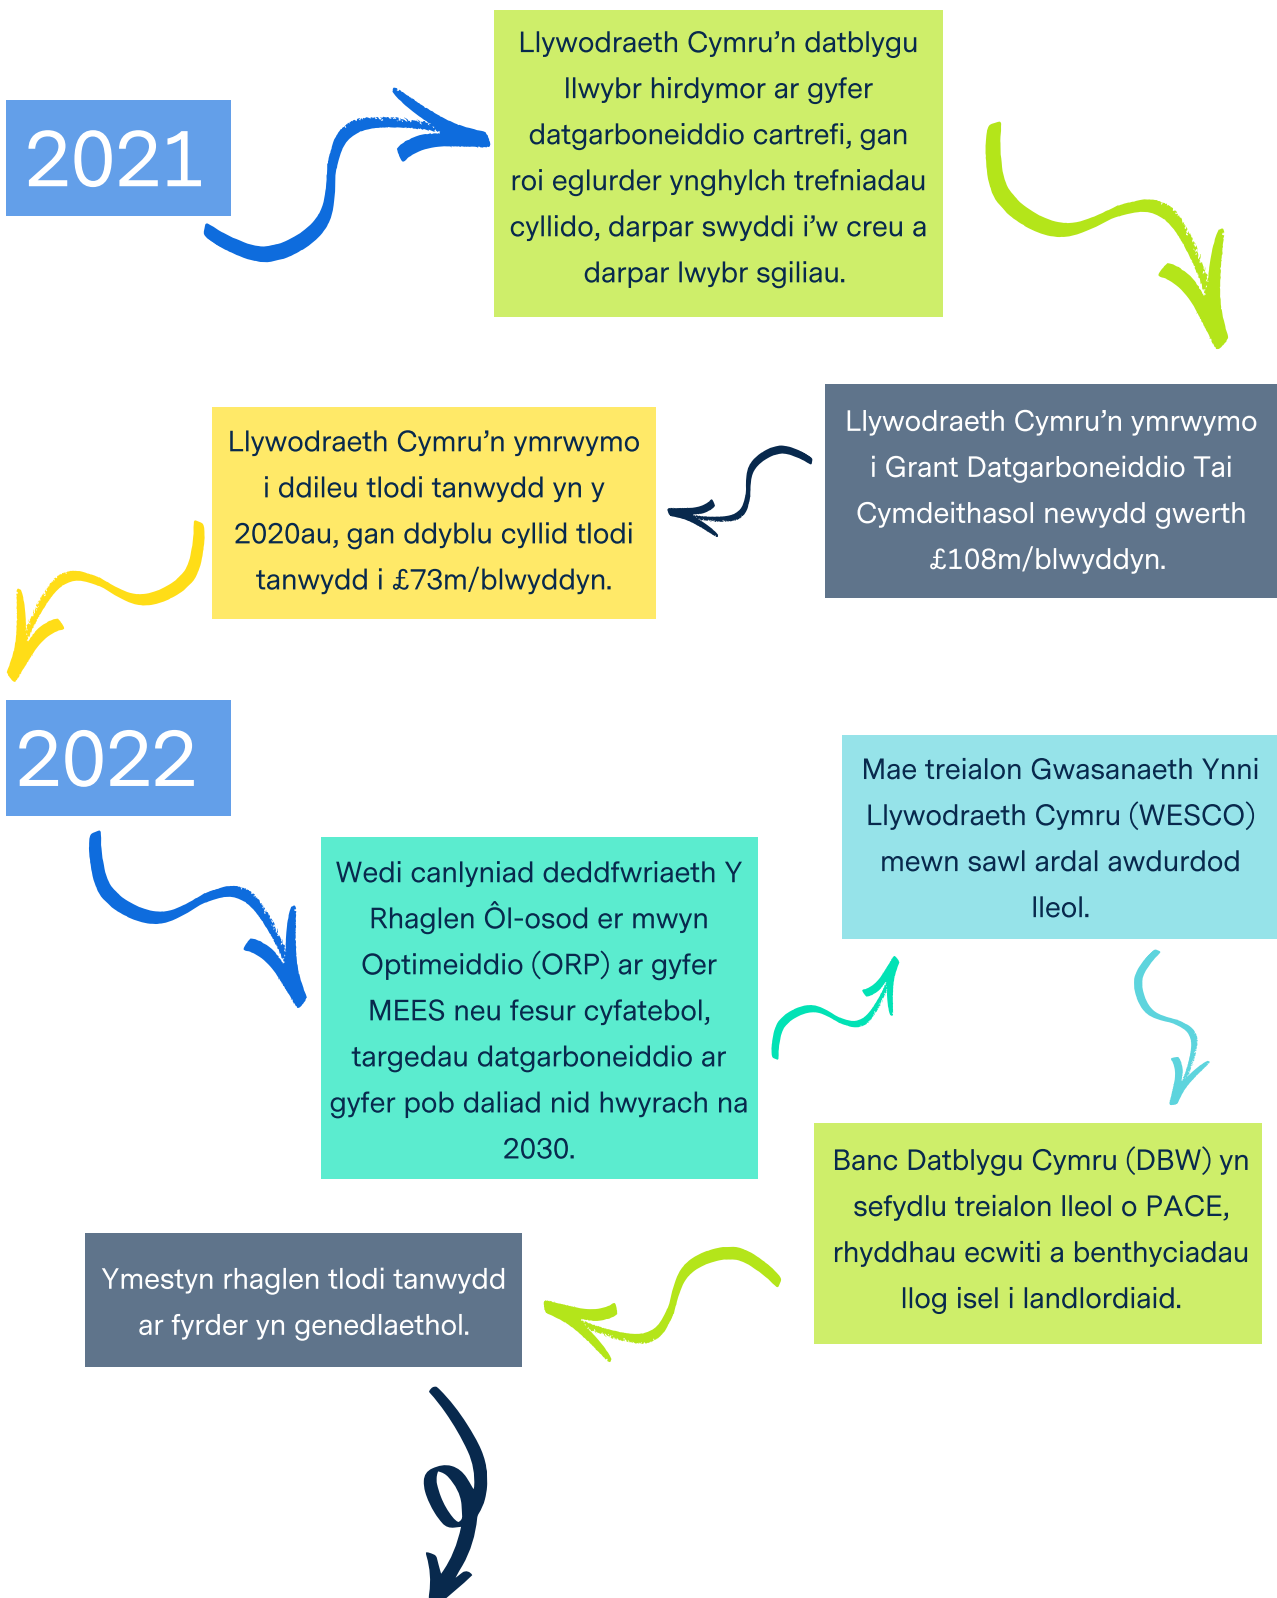 2021
Llywodraeth Cymru’n datblygu
llwybr hirdymor ar gyfer
datgarboneiddio cartrefi, gan
roi eglurder ynghylch trefniadau
cyllido, darpar swyddi i’w creu a
darpar lwybr sgiliau.
Llywodraeth Cymru’n ymrwymo
i Grant Datgarboneiddio Tai
Cymdeithasol newydd gwerth
£108m/blwyddyn.
Llywodraeth Cymru’n ymrwymo
i ddileu tlodi tanwydd yn y
2020au, gan ddyblu cyllid tlodi
tanwydd i £73m/blwyddyn.
2022
Wedi canlyniad deddfwriaeth Y
Rhaglen Ôl-osod er mwyn
Optimeiddio (ORP) ar gyfer
MEES neu fesur cyfatebol,
targedau datgarboneiddio ar
gyfer pob daliad nid hwyrach na
2030.
Mae treialon Gwasanaeth Ynni
Llywodraeth Cymru (WESCO)
mewn sawl ardal awdurdod
lleol.
Banc Datblygu Cymru (DBW) yn
sefydlu treialon lleol o PACE,
rhyddhau ecwiti a benthyciadau
llog isel i landlordiaid.
Ymestyn rhaglen tlodi tanwydd
ar fyrder yn genedlaethol.